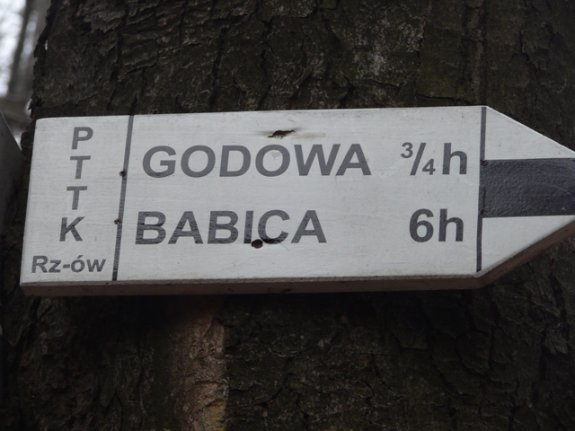 PTTK
Rz-ów
GODOWA ¾h
BABICA 6h